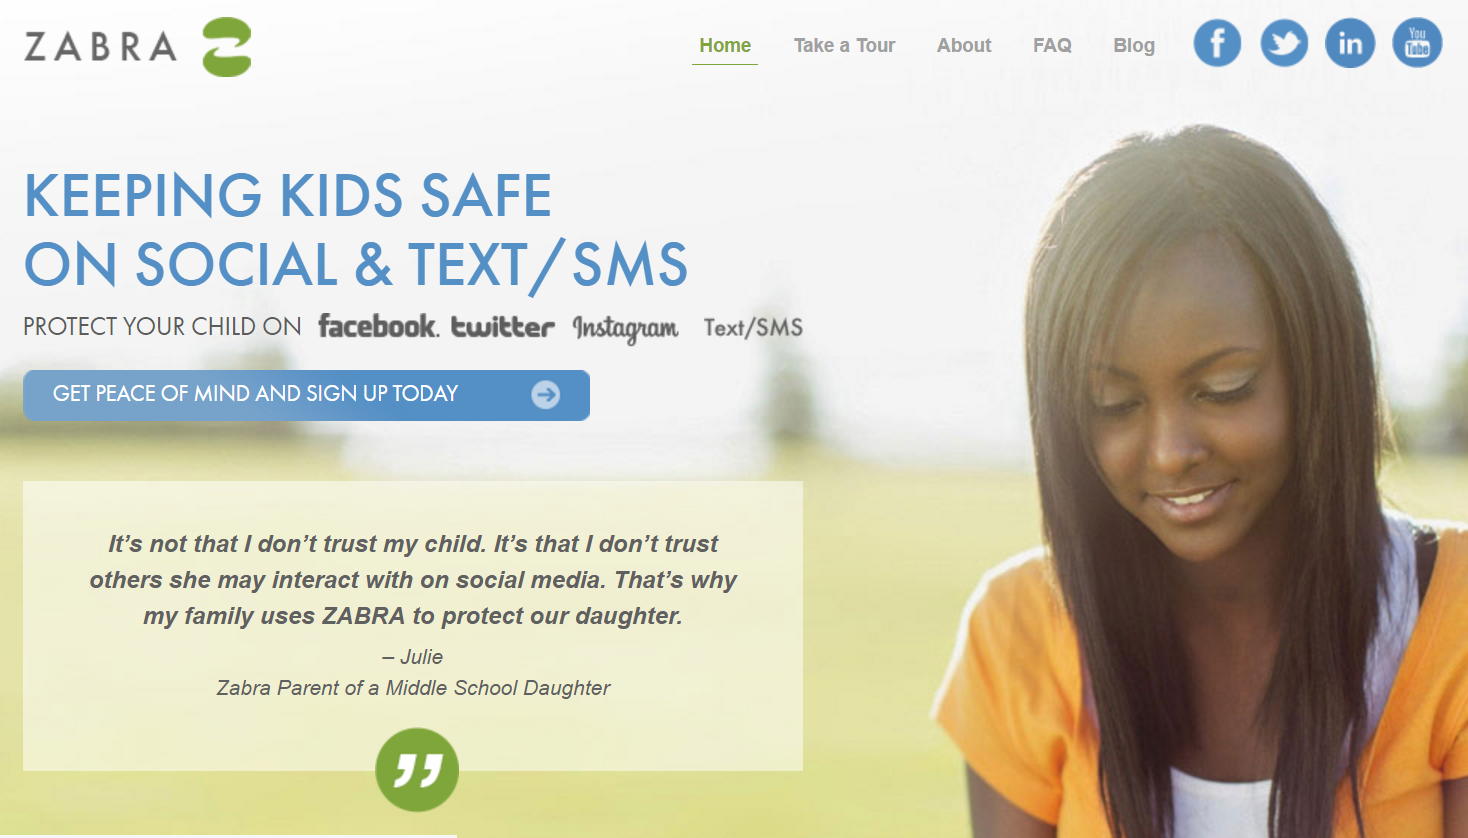 ZABRA
Home Take a Tour About FAQ Blog
f in You Tube
KEEPING KIDS SAFE
ON SOCIAL & TEXT/SMS
PROTECT YOUR CHILD ON facebook. twitter Instagram Text/SMS
GET PEACE OF MIND AND SIGN UP TODAY
It’s not that I don’t trust my child. It’s that I don’t trust
others she may interact with on social media. That’s why
my family uses ZABRA to protect our daughter.
– Julie
Zabra Parent of a Middle School Daughter
”